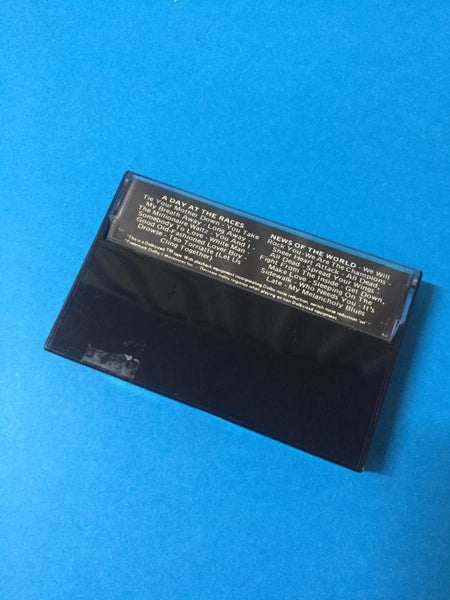 A DAY AT THE RACES
Tie Your Mother Down · You Take
My Breath Away · Long Away ·
The Millionaire Waltz · You And I ·
Somebody To Love · White Man ·
Good Old-Fashioned Lover Boy ·
Drowse · Teo Torriatte (Let Us
Cling Together)
NEWS OF THE WORLD · We Will
Rock You · We Are The Champions ·
Sheer Heart Attack · All Dead,
All Dead · Spread Your Wings ·
Fight From The Inside · Get Down,
Make Love · Sleeping On The
Sidewalk · Who Needs You · It's
Late · My Melancholy Blues